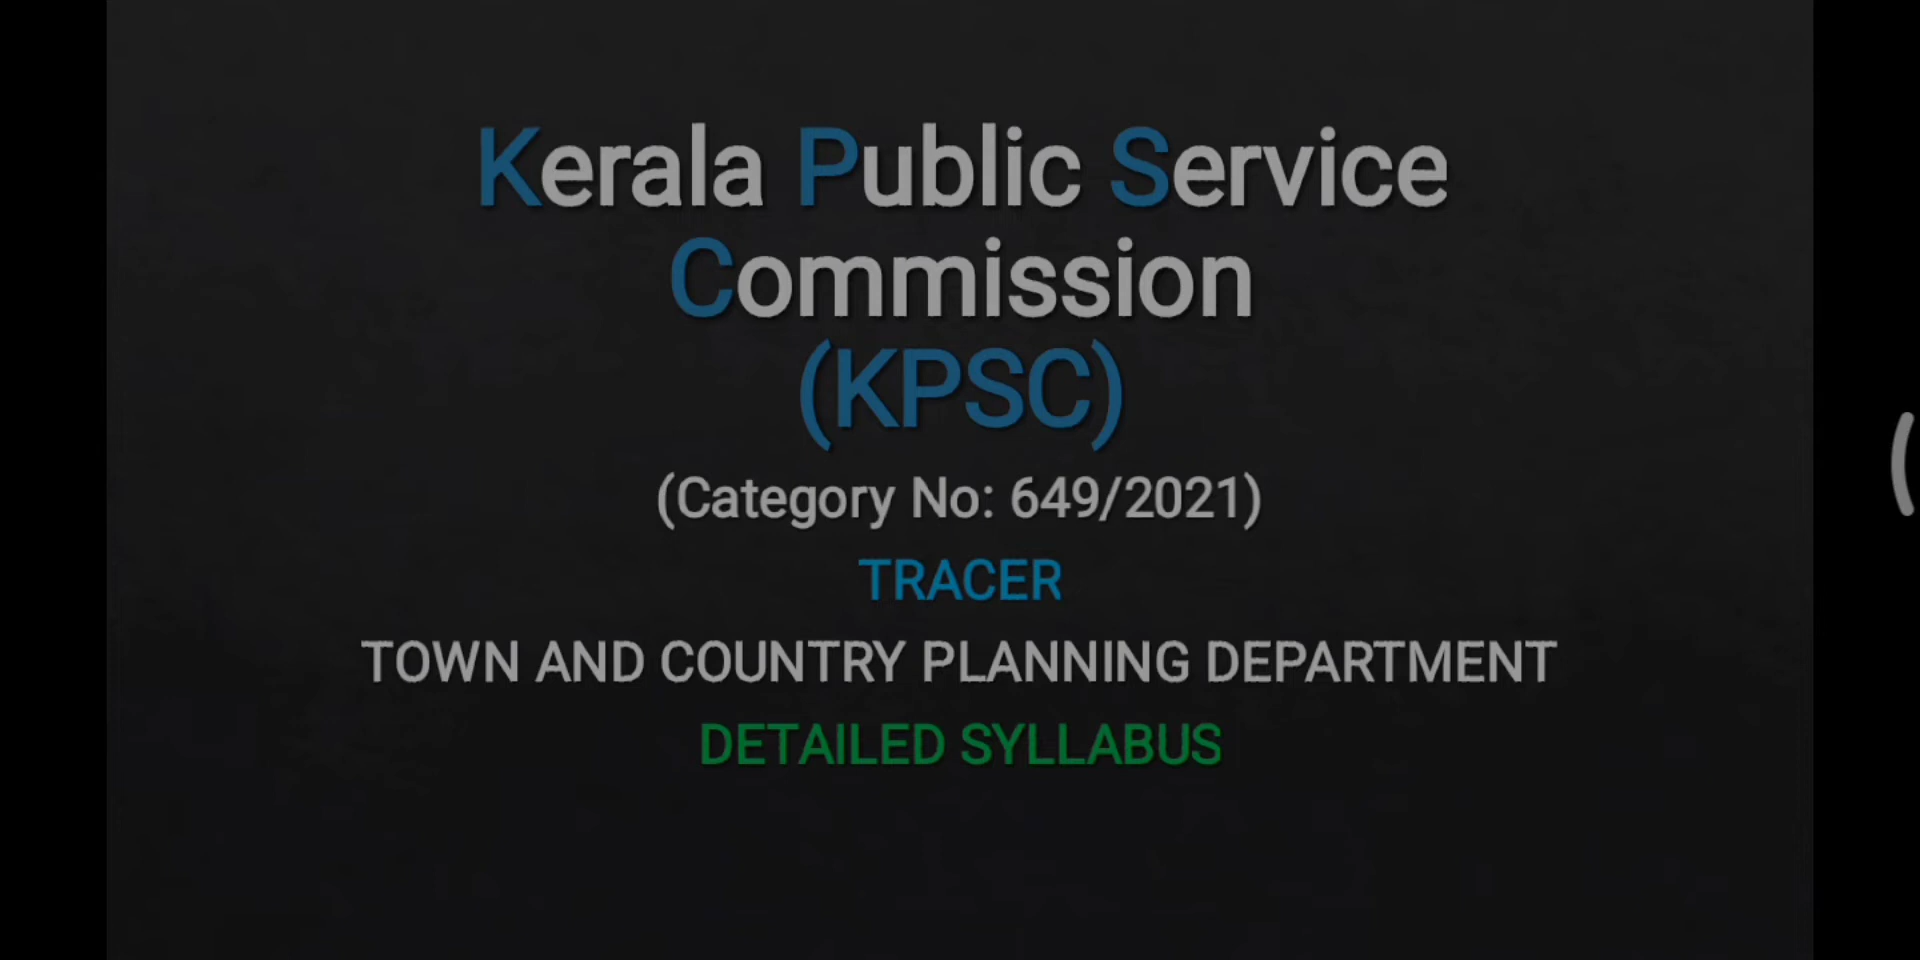 Kerala Public Service
Commission
(KPSC)
(Category No: 649/2021)
TRACER
TOWN AND COUNTRY PLANNING DEPARTMENT
DETAILED SYLLABUS